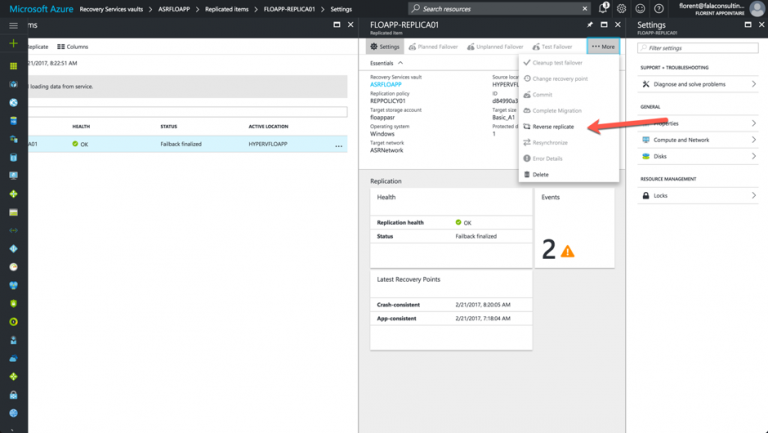 Microsoft Azure Recovery Services vaults > ASRFLOAPP > Replicated items > FLOAPP-REPLICA01 > Settings
Search resources
3
florent@falaconsultin...
FLORENT APPOINTAIRE
ms
eplicate
Columns
017, 8:22:51 AM
loading data from service.
HEALTH
STATUS
ACTIVE LOCATION
A01
OK
Failback finalized
HYPERVFLOAPP
...
FLOAPP-REPLICA01
Replicated item
Settings
Planned Failover
Unplanned Failover
Test Failover
More
Essentials
Recovery Services vault
ASRFLOAPP
Replication policy
REPPOLICY01
Target storage account
floappasr
Operating system
Windows
Target network
ASRNetwork
Source loca
HYPERVF
ID
d84990a3
Target size
Basic_A1
Protected d
1
Cleanup test failover
Change recovery point
Commit
Complete Migration
Reverse replicate
Resynchronize
Error Details
Delete
Replication
Health
Replication health
OK
Status
Failback finalized
Events
2
Latest Recovery Points
Crash-consistent
2/21/2017, 8:20:05 AM
App-consistent
2/21/2017, 7:18:04 AM
Settings
FLOAPP-REPLICA01
Filter settings
SUPPORT + TROUBLESHOOTING
Diagnose and solve problems
GENERAL
Properties
Compute and Network
Disks
RESOURCE MANAGEMENT
Locks